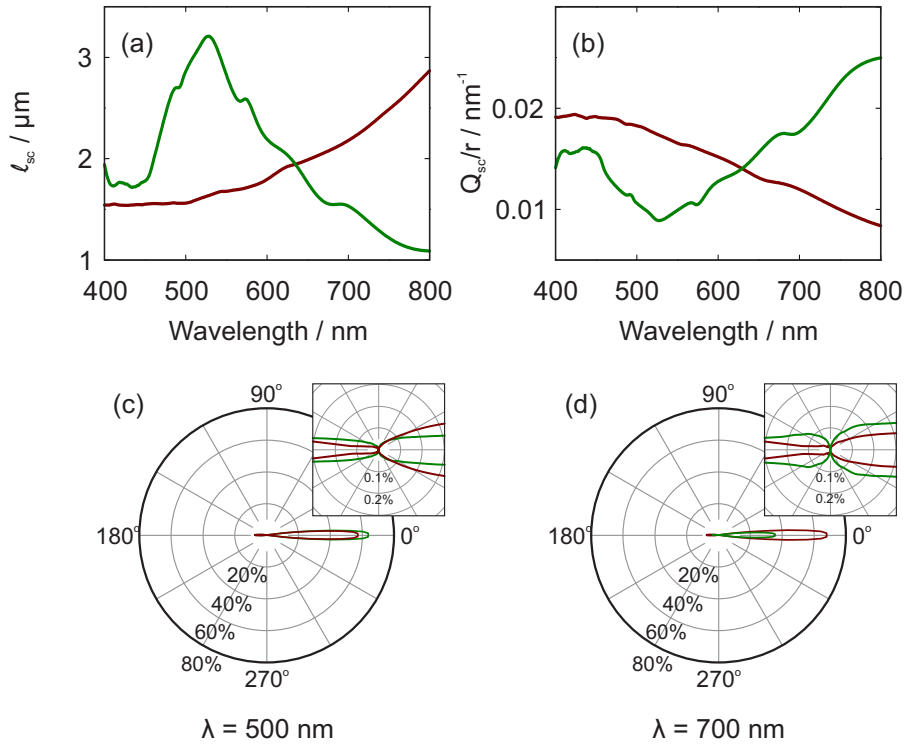 (a)
3
2
1
ℓsc / μm
400 500 600 700 800
Wavelength / nm
(b)
0.02
0.01
Qsc/r / nm-1
400 500 600 700 800
Wavelength / nm
(c)
90°
180°
0°
270°
20%
40%
60%
80%
0.1%
0.2%
λ = 500 nm
(d)
90°
180°
0°
270°
20%
40%
60%
80%
0.1%
0.2%
λ = 700 nm